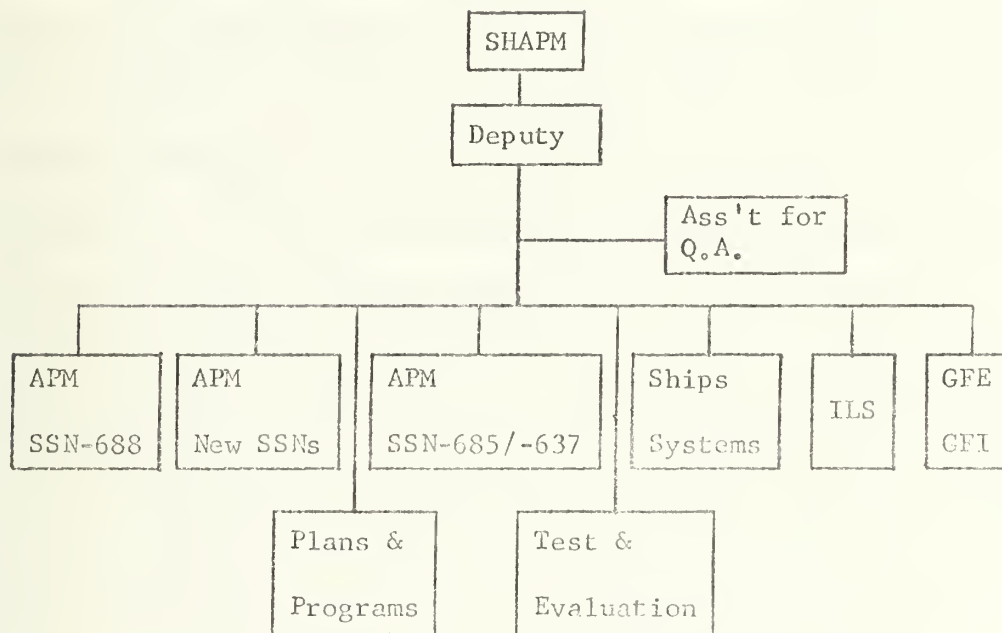 SHAPM
Deputy
Ass't for
Q.A.
APM
SSN-688
APM
New SSNs
APM
SSN-685/-637
Ships
Systems
ILS
GFE
GFI
Plans &
Programs
Test &
Evaluation